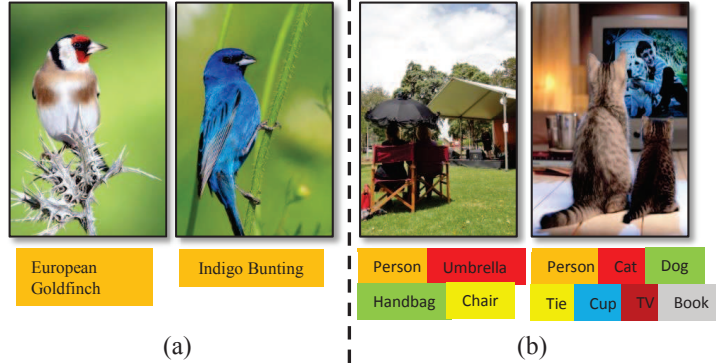 European
Goldfinch
Indigo Bunting
Person Umbrella
Handbag Chair
Person Cat Dog
Tie Cup TV Book
(a)
(b)